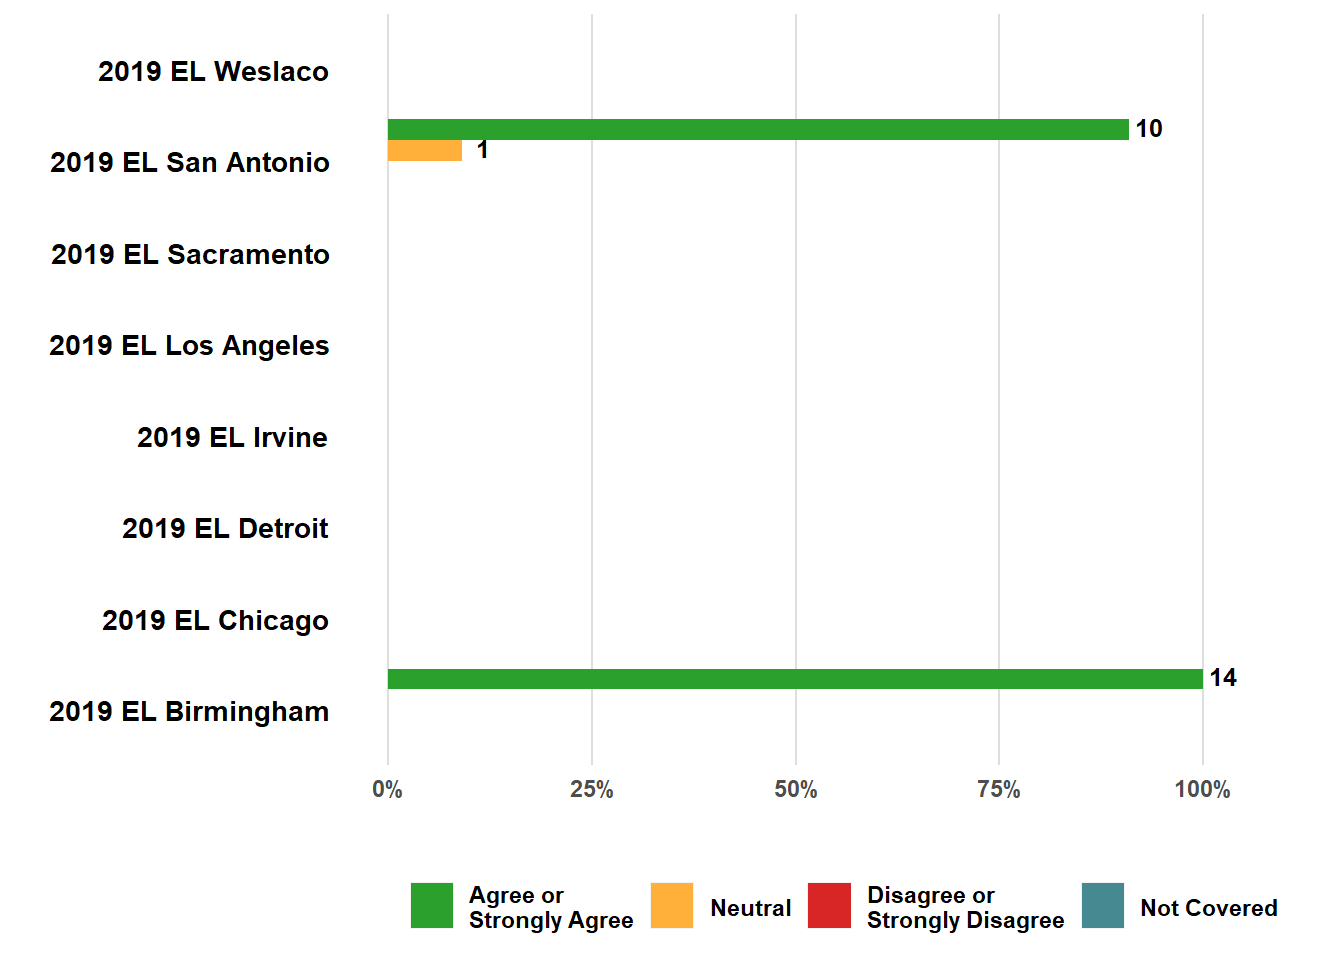 2019 EL Weslaco
10
1
2019 EL San Antonio
2019 EL Sacramento
2019 EL Los Angeles
2019 EL Irvine
2019 EL Detroit
2019 EL Chicago
14
2019 EL Birmingham
0% 25% 50% 75% 100%
Agree or
Strongly Agree
Neutral
Disagree or
Strongly Disagree
Not Covered